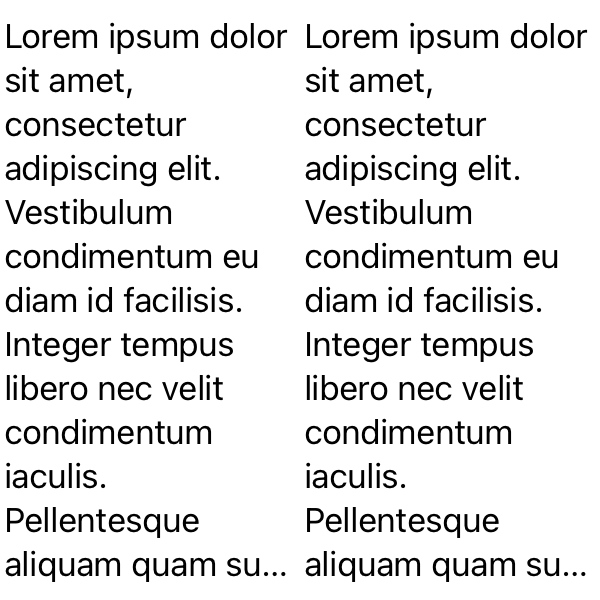 Lorem ipsum dolor
sit amet,
consectetur
adipiscing elit.
Vestibulum
condimentum eu
diam id facilisis.
Integer tempus
libero nec velit
condimentum
iaculis.
Pellentesque
aliquam quam su...
Lorem ipsum dolor
sit amet,
consectetur
adipiscing elit.
Vestibulum
condimentum eu
diam id facilisis.
Integer tempus
libero nec velit
condimentum
iaculis.
Pellentesque
aliquam quam su...